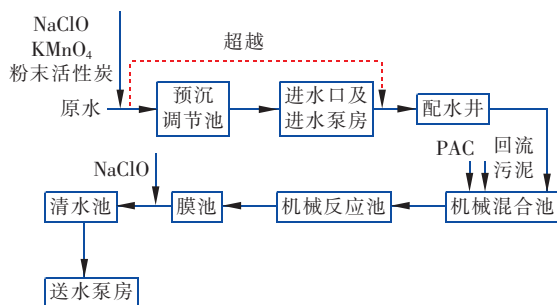 NaClO
KMnO₄
粉末活性炭
超越
原水
预沉
调节池
进水口及
进水泵房
配水井
PAC
回流
污泥
NaClO
清水池
膜池
机械反应池
机械混合池
送水泵房